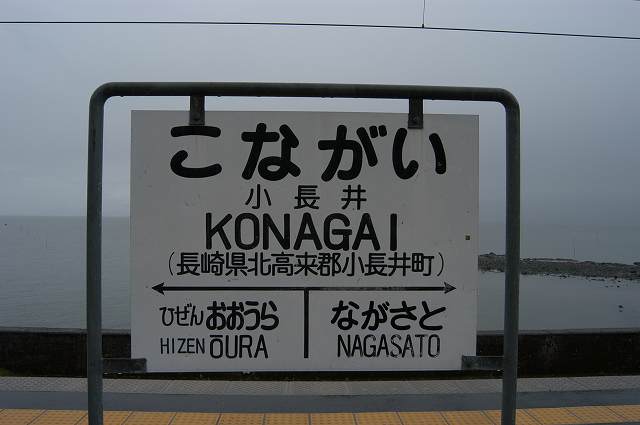 こながい
小長井
KONAGAI
(長崎県北高来郡小長井町)
ひぜんおおうら ながさと
HIZEN ŌURA NAGASATO